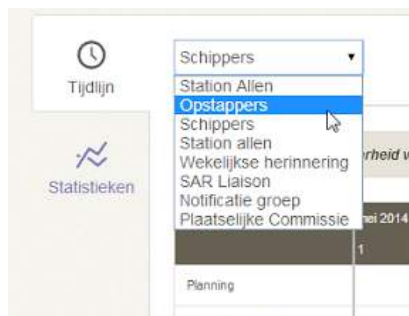 Tijdlijn
Statistieken
Schippers
Station Allen
Opstappers
Schippers
Station allen
Wekelijkse herinnering
SAR Liaison
Notificatie groep
Plaatselijke Commissie
rheid v
mei 2014
1
Planning